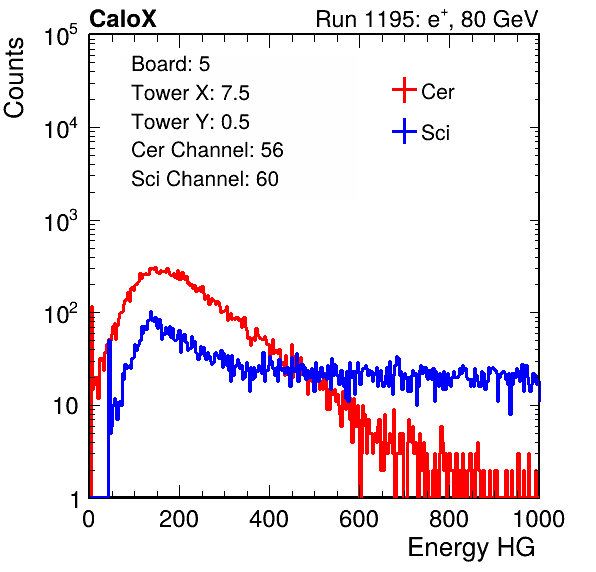 CaloX Run 1195: e⁺, 80 GeV
Counts
Board: 5
Tower X: 7.5
Tower Y: 0.5
Cer Channel: 56
Sci Channel: 60
Cer
Sci
10⁵
10⁴
10³
10²
10
1
0 200 400 600 800 1000
Energy HG